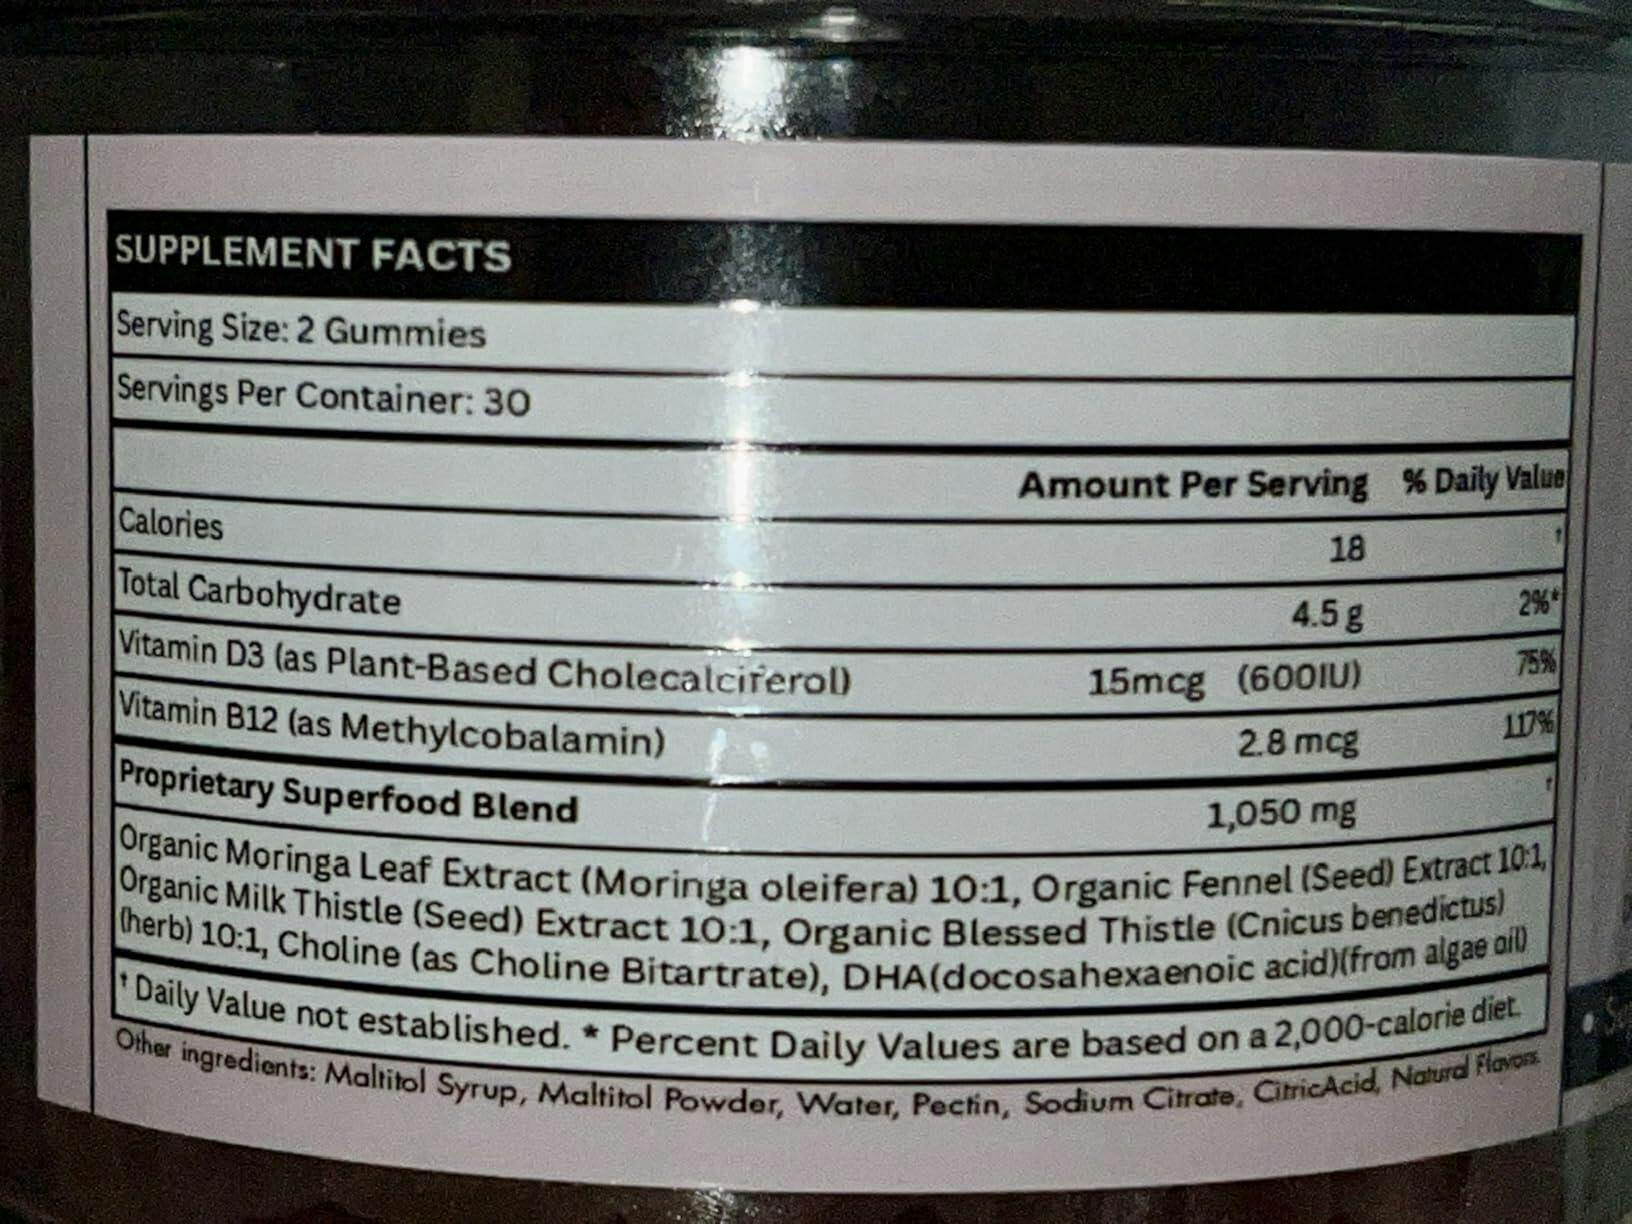 SUPPLEMENT FACTS
Serving Size: 2 Gummies
Servings Per Container: 30
Amount Per Serving % Daily Value
Calories 18 †
Total Carbohydrate 4.5 g 2%*
Vitamin D3 (as Plant-Based Cholecalciferol) 15mcg (600IU) 75%
Vitamin B12 (as Methylcobalamin) 2.8 mcg 117%
Proprietary Superfood Blend 1,050 mg †
Organic Moringa Leaf Extract (Moringa oleifera) 10:1, Organic Fennel (Seed) Extract 10:1,
Organic Milk Thistle (Seed) Extract 10:1, Organic Blessed Thistle (Cnicus benedictus)
(herb) 10:1, Choline (as Choline Bitartrate), DHA(docosahexaenoic acid)(from algae oil)
† Daily Value not established. * Percent Daily Values are based on a 2,000-calorie diet.
Other ingredients: Maltitol Syrup, Maltitol Powder, Water, Pectin, Sodium Citrate, CitricAcid, Natural Flavors.